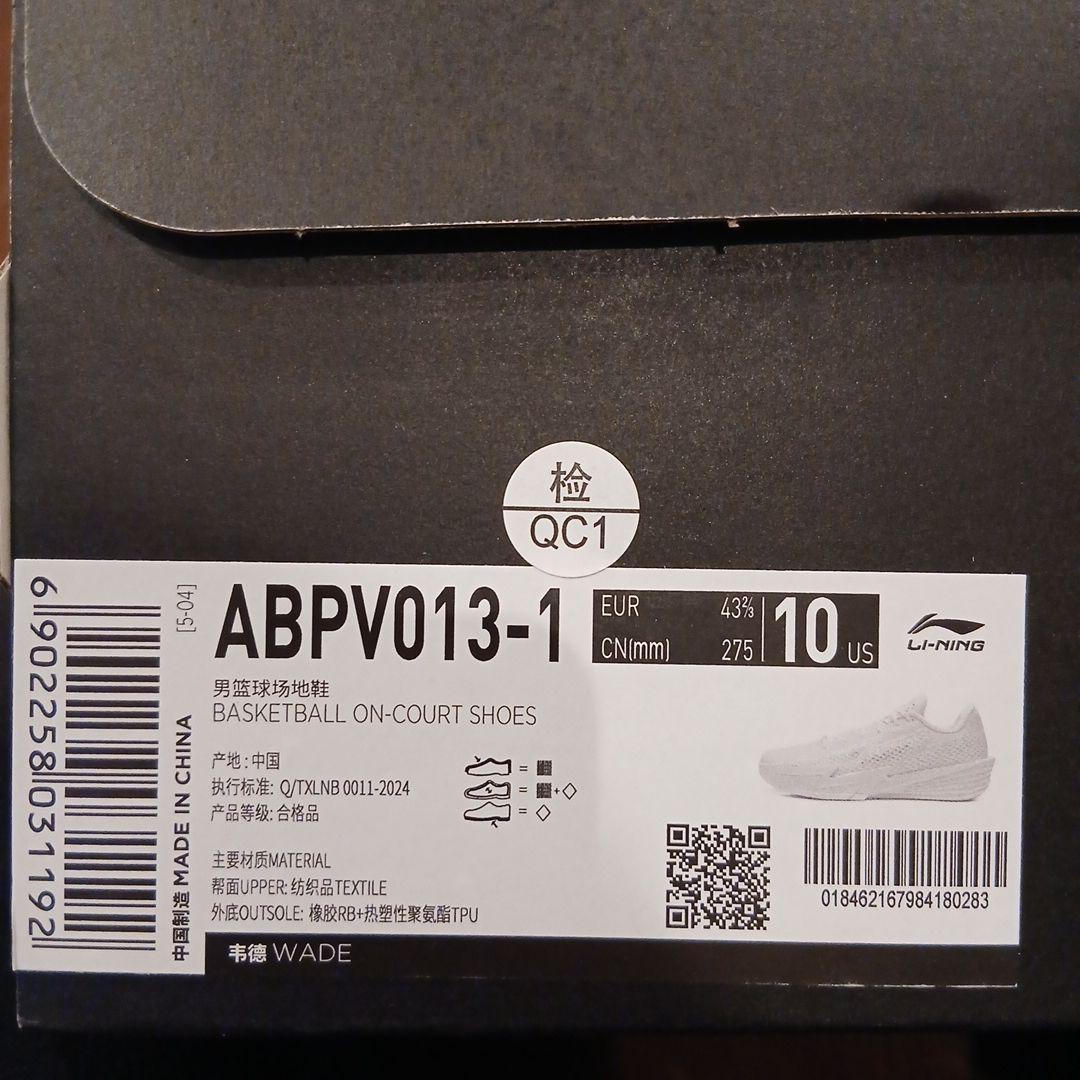 检
QC1
ABPV013-1
EUR 43⅔
CN(mm) 275
10 US
LI-NING
男篮球场地鞋
BASKETBALL ON-COURT SHOES
产地:中国
执行标准: Q/TXLNB 0011-2024
产品等级: 合格品
= + ◇
= ◇
主要材质MATERIAL
帮面UPPER: 纺织品TEXTILE
外底OUTSOLE: 橡胶RB+热塑性聚氨酯TPU
018462167984180283
韦德 WADE
[5-04]
中国制造 MADE IN CHINA
6 902258 031192